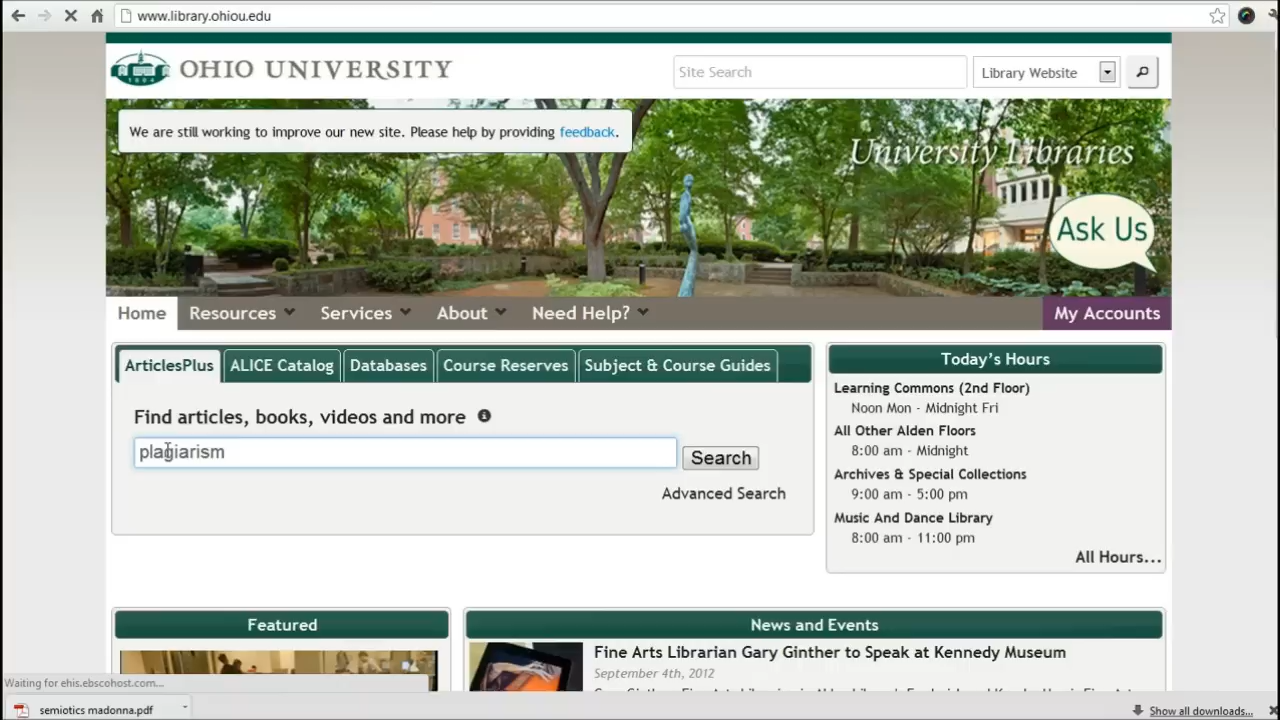 www.library.ohiou.edu
OHIO UNIVERSITY
1804
Site Search
Library Website
We are still working to improve our new site. Please help by providing feedback.
University Libraries
Ask Us
Home
Resources
Services
About
Need Help?
My Accounts
ArticlesPlus
ALICE Catalog
Databases
Course Reserves
Subject & Course Guides
Find articles, books, videos and more
plagiarism
Search
Advanced Search
Today's Hours
Learning Commons (2nd Floor)
Noon Mon - Midnight Fri
All Other Alden Floors
8:00 am - Midnight
Archives & Special Collections
9:00 am - 5:00 pm
Music And Dance Library
8:00 am - 11:00 pm
All Hours...
Featured
News and Events
Fine Arts Librarian Gary Ginther to Speak at Kennedy Museum
September 4th, 2012
Waiting for ehis.ebscohost.com...
semiotics madonna.pdf
Show all downloads...